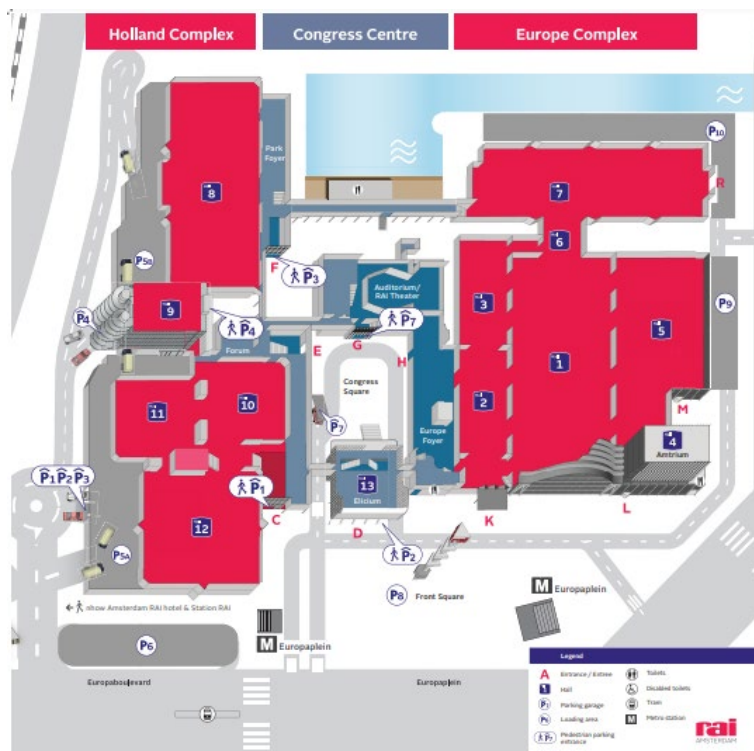 Holland Complex
Congress Centre
Europe Complex
P10
Park
Foyer
8
7
R
6
F
P3
P5B
Auditorium/
RAI Theater
3
P9
5
9
P4
P4
P7
G
E
H
1
Forum
Congress
Square
2
M
11
10
P7
Europe
Foyer
4
Amtrium
P1 P2 P3
P1
13
Elicium
C
12
K
L
D
P2
P5A
P8
Front Square
M Europaplein
nhow Amsterdam RAI hotel & Station RAI
P6
M Europaplein
Europaboulevard
Europaplein
Legend
A Entrance / Entree
1 Hall
P1 Parking garage
P5 Loading area
P7 Pedestrian parking
entrance
Toilets
Disabled toilets
Tram
M Metro station
rai
AMSTERDAM